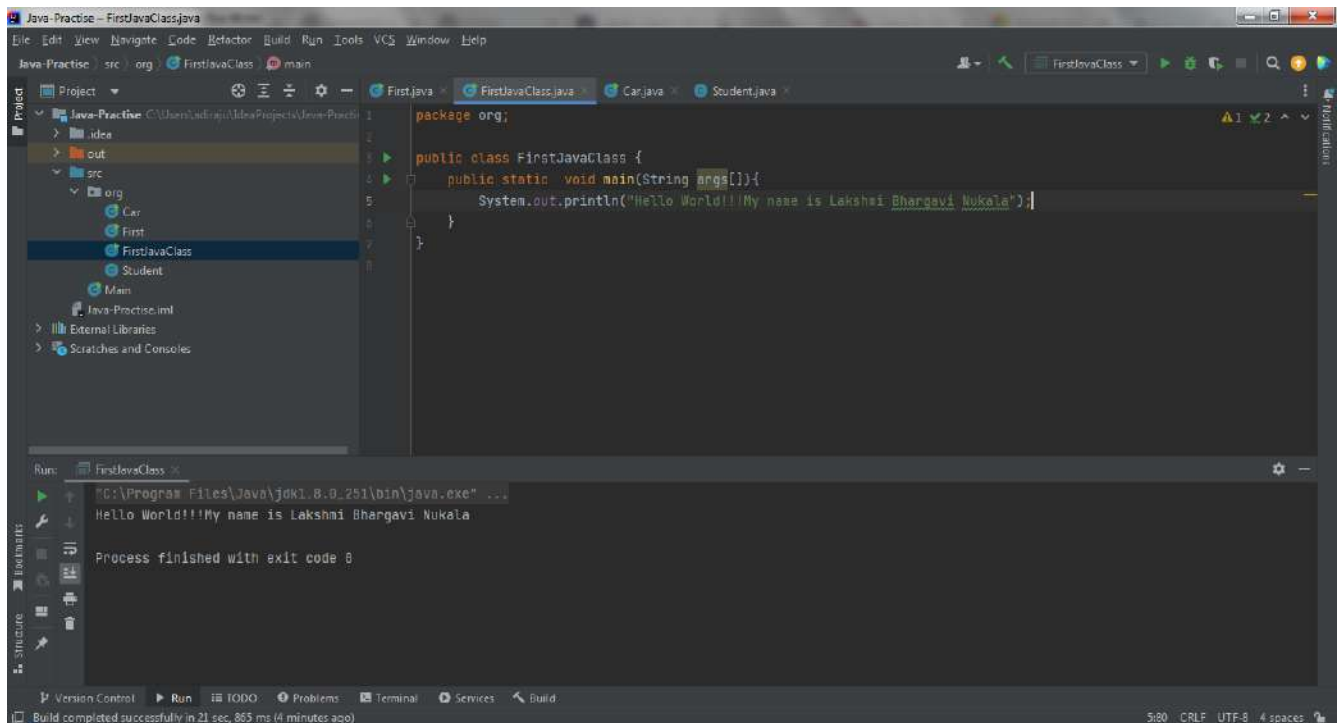 Java-Practise – FirstJavaClass.java
File Edit View Navigate Code Refactor Build Run Tools VCS Window Help
Java-Practise src org FirstJavaClass main
FirstJavaClass
Project
Project
First.java FirstJavaClass.java Car.java Student.java
Notifications
Java-Practise C:\Users\adiraju\IdeaProjects\Java-Practi
.idea
out
src
org
Car
First
FirstJavaClass
Student
Main
Java-Practise.iml
External Libraries
Scratches and Consoles
1 package org;
2
3 public class FirstJavaClass {
4 public static void main(String args[]){
5 System.out.println("Hello World!!!My name is Lakshmi Bhargavi Nukala");
6 }
7 }
8
1 2
Run: FirstJavaClass
"C:\Program Files\Java\jdk1.8.0_251\bin\java.exe" ...
Hello World!!!My name is Lakshmi Bhargavi Nukala
Process finished with exit code 0
Bookmarks
Structure
Version Control Run TODO Problems Terminal Services Build
Build completed successfully in 21 sec, 865 ms (4 minutes ago)
5:80 CRLF UTF-8 4 spaces